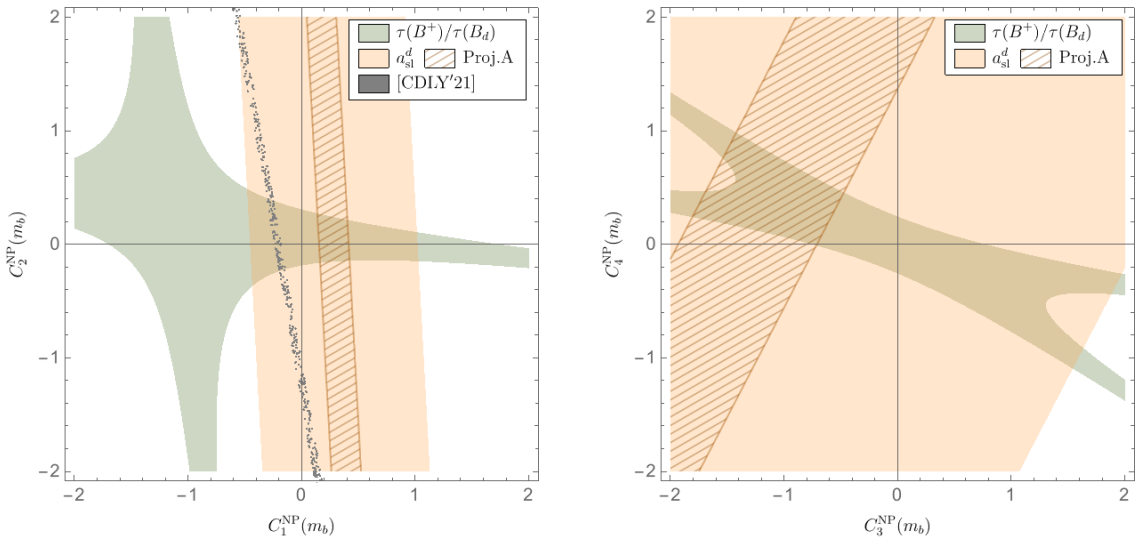 τ(B⁺)/τ(B_d)
a_sl^d Proj.A
[CDLY′21]
2
1
0
−1
−2
−2 −1 0 1 2
C₂^NP(m_b)
C₁^NP(m_b)
τ(B⁺)/τ(B_d)
a_sl^d Proj.A
2
1
0
−1
−2
−2 −1 0 1 2
C₄^NP(m_b)
C₃^NP(m_b)